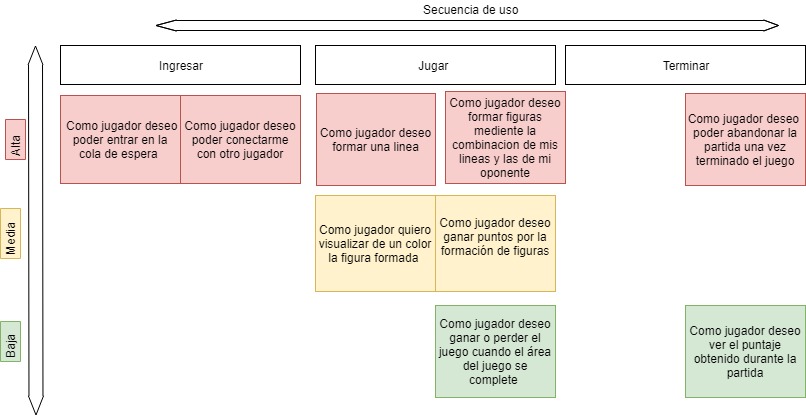 Secuencia de uso
Ingresar
Jugar
Terminar
Alta
Como jugador deseo
poder entrar en la
cola de espera
Como jugador deseo
poder conectarme
con otro jugador
Como jugador deseo
formar una linea
Como jugador deseo
formar figuras
mediente la
combinacion de mis
lineas y las de mi
oponente
Como jugador deseo
poder abandonar la
partida una vez
terminado el juego
Media
Como jugador quiero
visualizar de un color
la figura formada
Como jugador deseo
ganar puntos por la
formación de figuras
Baja
Como jugador deseo
ganar o perder el
juego cuando el área
del juego se
complete
Como jugador deseo
ver el puntaje
obtenido durante la
partida